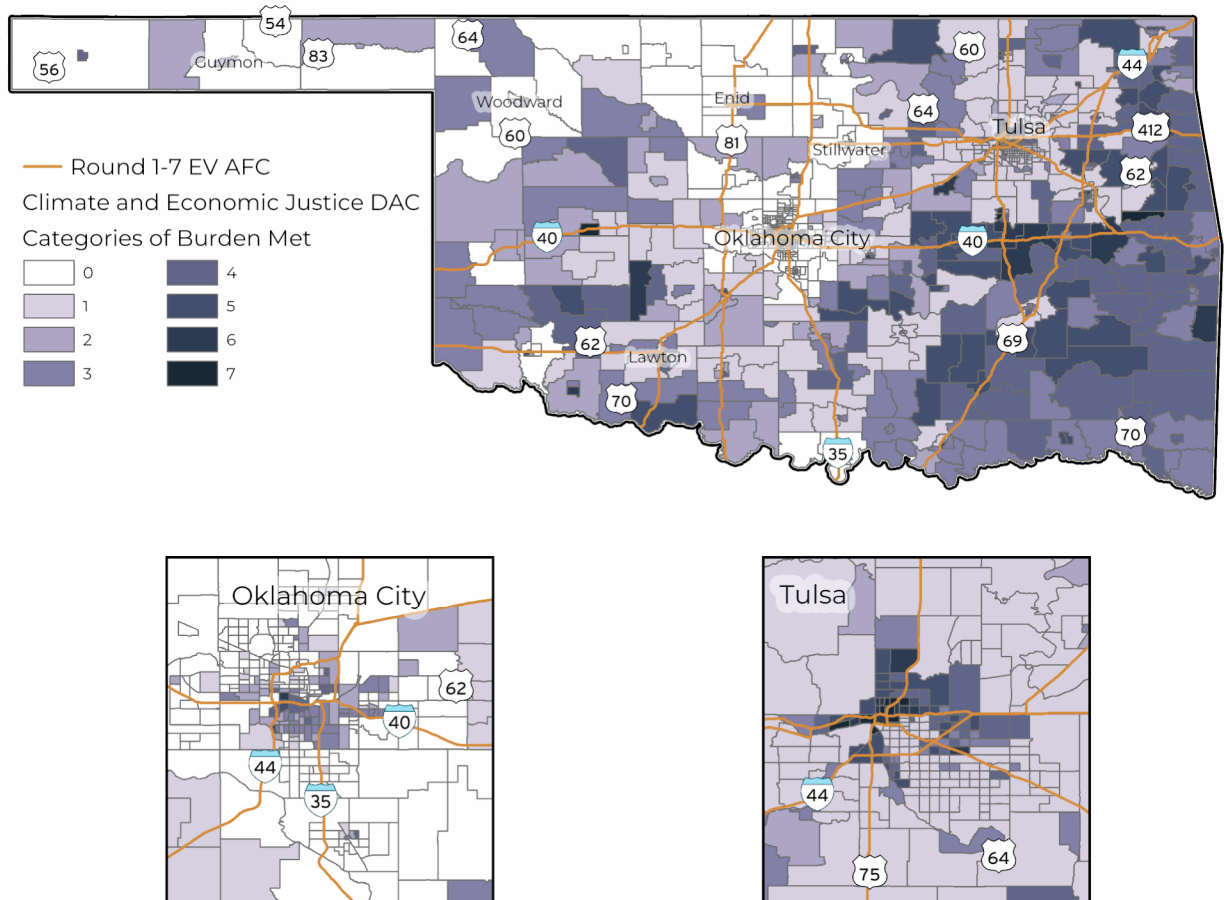 54
64
60
56
83
Guymon
44
Woodward
Enid
64
60
81
Tulsa
412
Stillwater
62
Round 1-7 EV AFC
Climate and Economic Justice DAC
Categories of Burden Met
0
4
1
5
2
6
3
7
40
Oklahoma City
40
62
Lawton
69
70
35
70
Oklahoma City
62
40
44
35
Tulsa
44
64
75